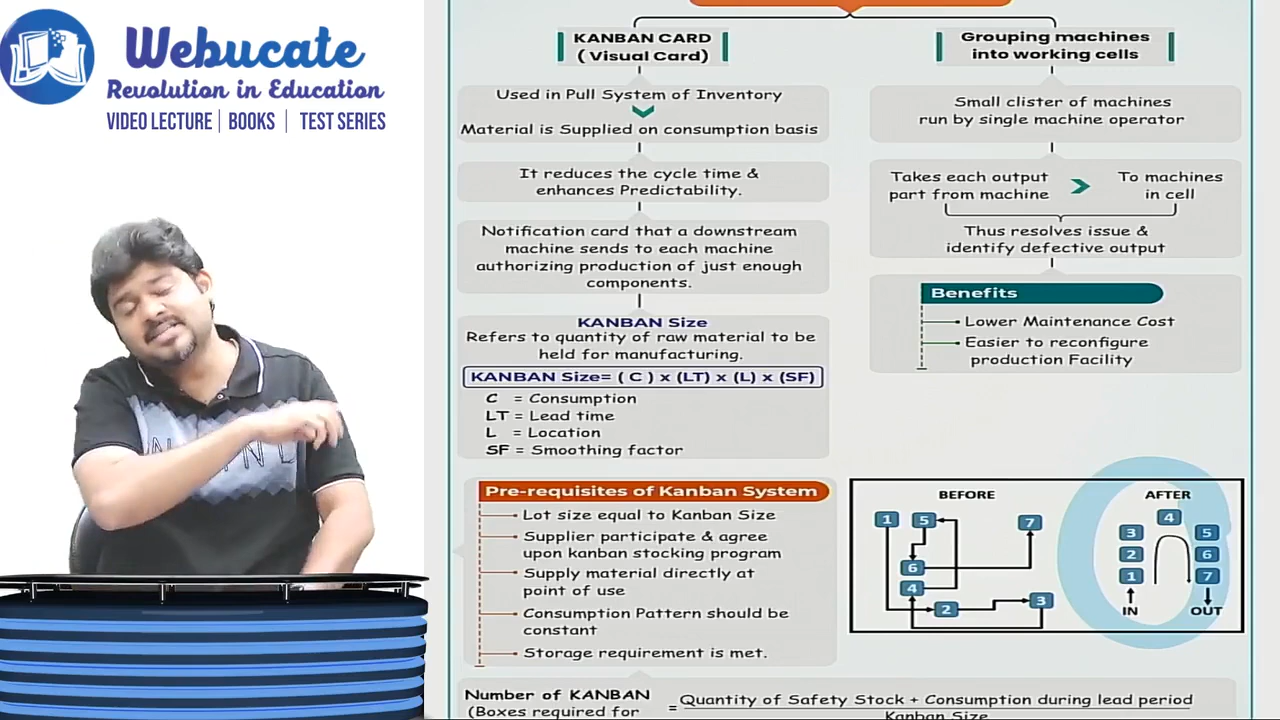 Webucate
Revolution in Education
VIDEO LECTURE | BOOKS | TEST SERIES
KANBAN CARD
( Visual Card)
Used in Pull System of Inventory
Material is Supplied on consumption basis
It reduces the cycle time &
enhances Predictability.
Notification card that a downstream
machine sends to each machine
authorizing production of just enough
components.
KANBAN Size
Refers to quantity of raw material to be
held for manufacturing.
KANBAN Size= ( C ) x (LT) x (L) x (SF)
C = Consumption
LT = Lead time
L = Location
SF = Smoothing factor
Pre-requisites of Kanban System
Lot size equal to Kanban Size
Supplier participate & agree
upon kanban stocking program
Supply material directly at
point of use
Consumption Pattern should be
constant
Storage requirement is met.
Grouping machines
into working cells
Small clister of machines
run by single machine operator
Takes each output
part from machine
To machines
in cell
Thus resolves issue &
identify defective output
Benefits
Lower Maintenance Cost
Easier to reconfigure
production Facility
BEFORE
1 5 7
6
4
2 3
AFTER
4
3 5
2 6
1 7
IN OUT
Number of KANBAN
(Boxes required for
= Quantity of Safety Stock + Consumption during lead period
Kanban Size